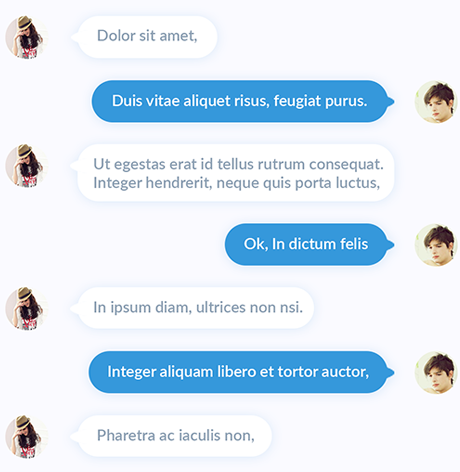 Dolor sit amet,
Duis vitae aliquet risus, feugiat purus.
Ut egestas erat id tellus rutrum consequat.
Integer hendrerit, neque quis porta luctus,
Ok, In dictum felis
In ipsum diam, ultrices non nsi.
Integer aliquam libero et tortor auctor,
Pharetra ac iaculis non,